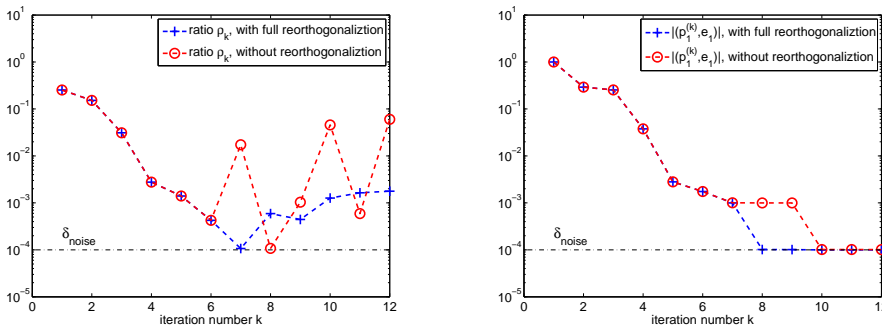 ratio ρ_k, with full reorthogonaliztion
ratio ρ_k, without reorthogonaliztion
10^0
10^-1
10^-2
10^-3
10^-4
10^-5
δ_noise
0 2 4 6 8 10 12
iteration number k
|(p_1^(k),e_1)|, with full reorthogonaliztion
|(p_1^(k),e_1)|, without reorthogonaliztion
10^0
10^-1
10^-2
10^-3
10^-4
10^-5
δ_noise
0 2 4 6 8 10 1
iteration number k